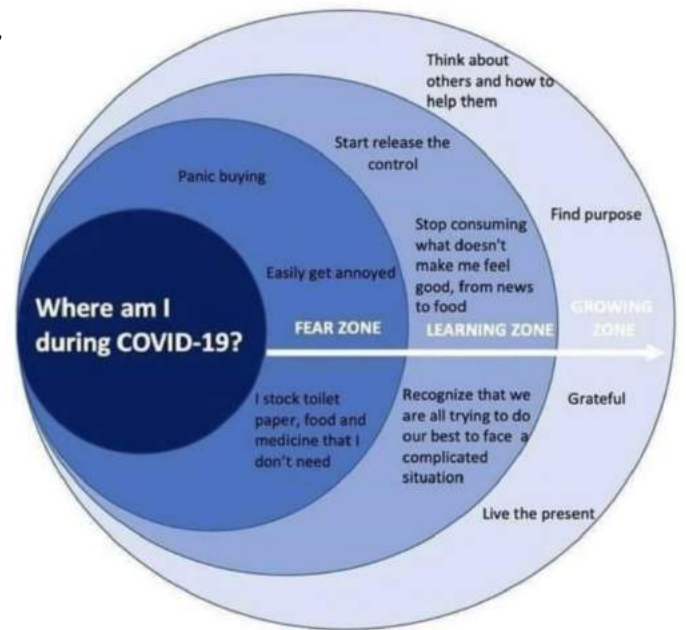 Think about
others and how to
help them
Start release the
control
Panic buying
Find purpose
Stop consuming
what doesn't
make me feel
good, from news
to food
Easily get annoyed
Where am I
during COVID-19?
FEAR ZONE
LEARNING ZONE
GROWING
ZONE
I stock toilet
paper, food and
medicine that I
don't need
Recognize that we
are all trying to do
our best to face a
complicated
situation
Grateful
Live the present